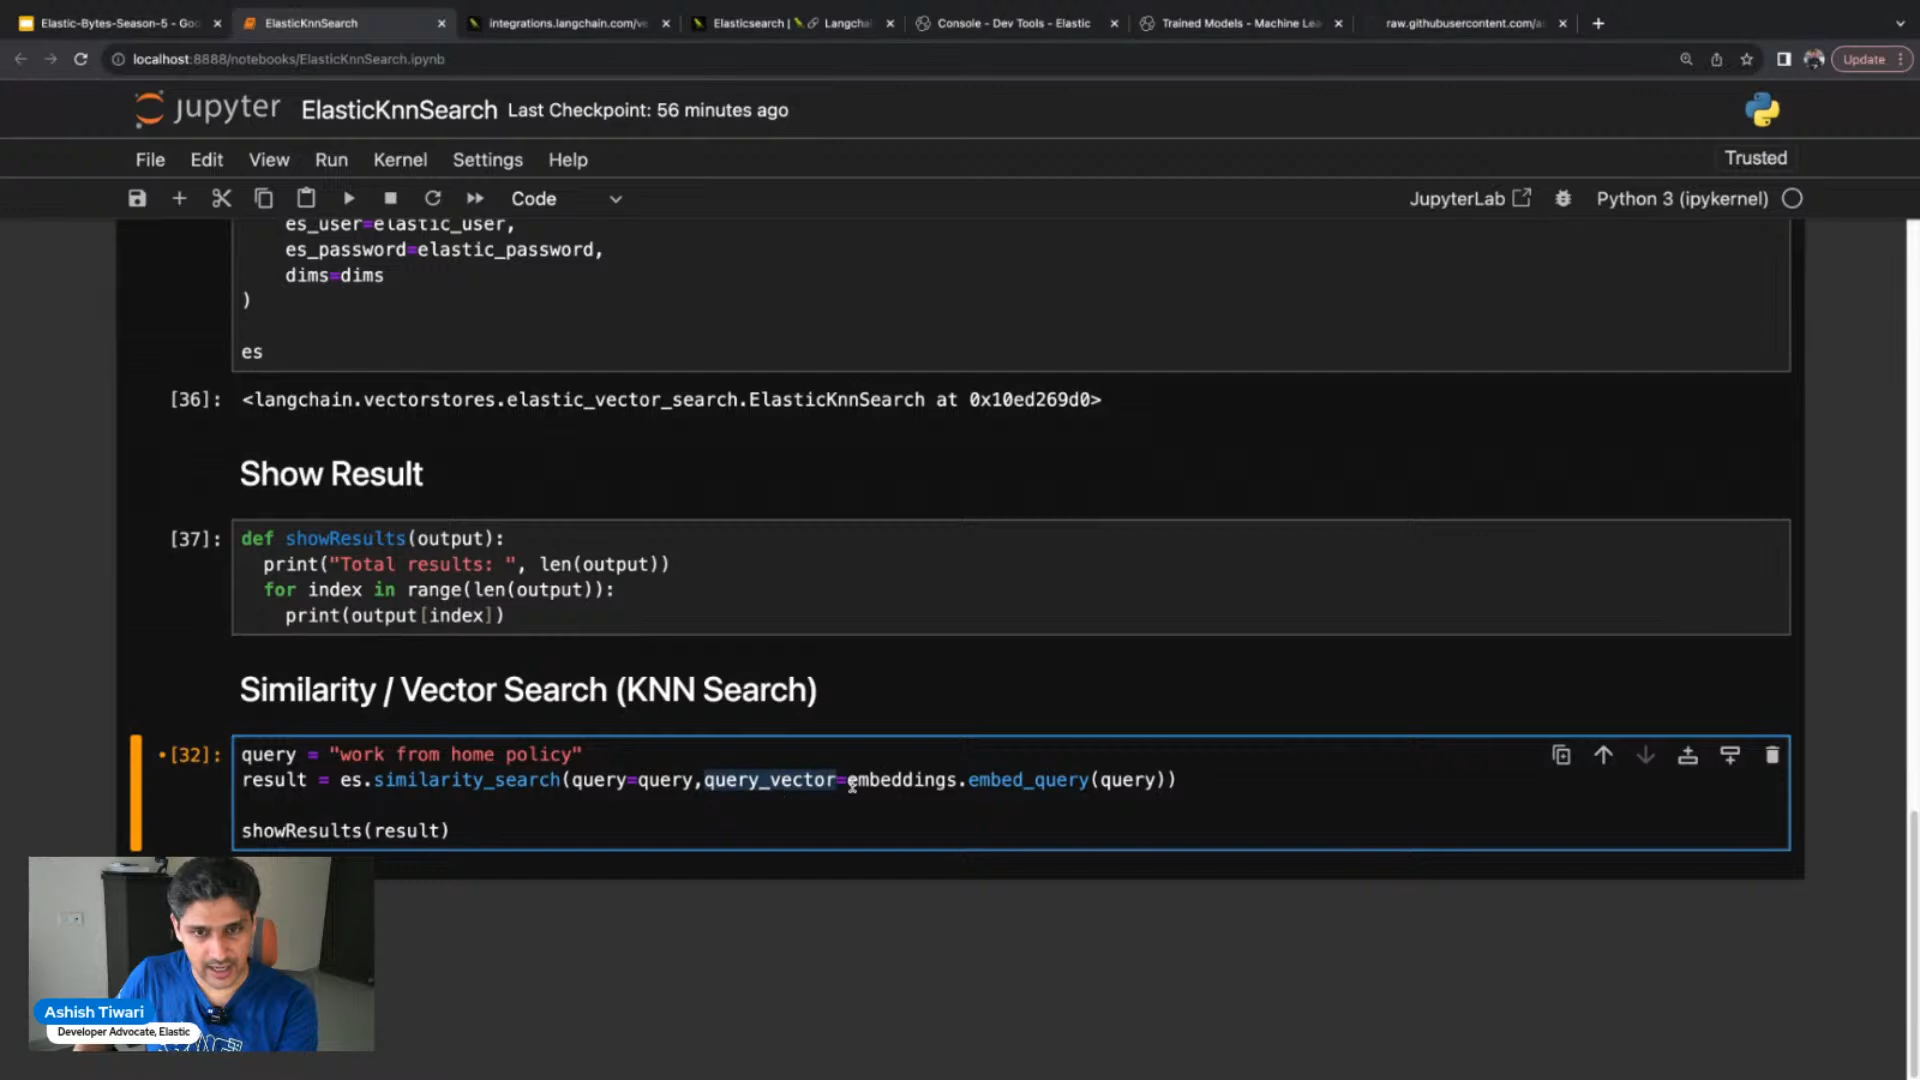 Elastic-Bytes-Season-5 - Goo
ElasticKnnSearch
integrations.langchain.com/ve
Elasticsearch | Langcha
Console - Dev Tools - Elastic
Trained Models - Machine Lea
raw.githubusercontent.com/a
localhost:8888/notebooks/ElasticKnnSearch.ipynb
Update
jupyter ElasticKnnSearch Last Checkpoint: 56 minutes ago
File Edit View Run Kernel Settings Help
Trusted
Code
JupyterLab
Python 3 (ipykernel)
es_user=elastic_user,
es_password=elastic_password,
dims=dims
)
es
[36]: <langchain.vectorstores.elastic_vector_search.ElasticKnnSearch at 0x10ed269d0>
Show Result
[37]: def showResults(output):
print("Total results: ", len(output))
for index in range(len(output)):
print(output[index])
Similarity / Vector Search (KNN Search)
[32]: query = "work from home policy"
result = es.similarity_search(query=query,query_vector=embeddings.embed_query(query))
showResults(result)
Ashish Tiwari
Developer Advocate, Elastic